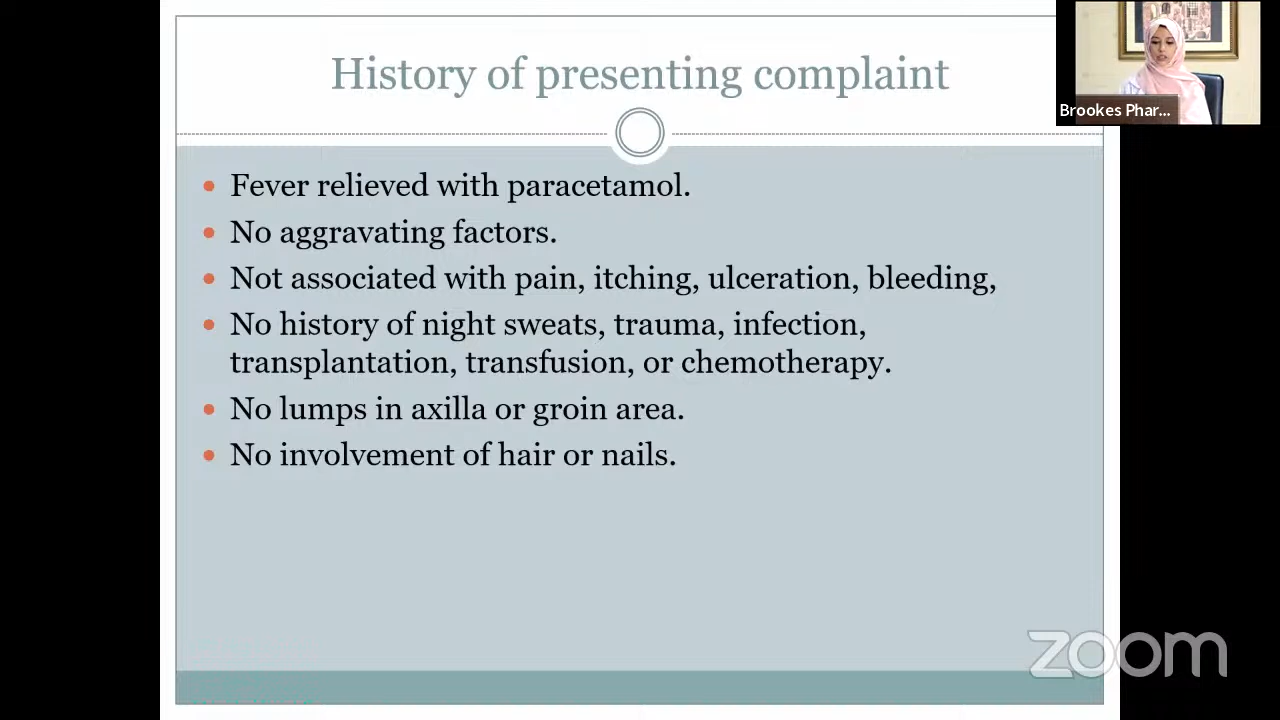 History of presenting complaint
Brookes Phar...
Fever relieved with paracetamol.
No aggravating factors.
Not associated with pain, itching, ulceration, bleeding,
No history of night sweats, trauma, infection,
transplantation, transfusion, or chemotherapy.
No lumps in axilla or groin area.
No involvement of hair or nails.
zoom